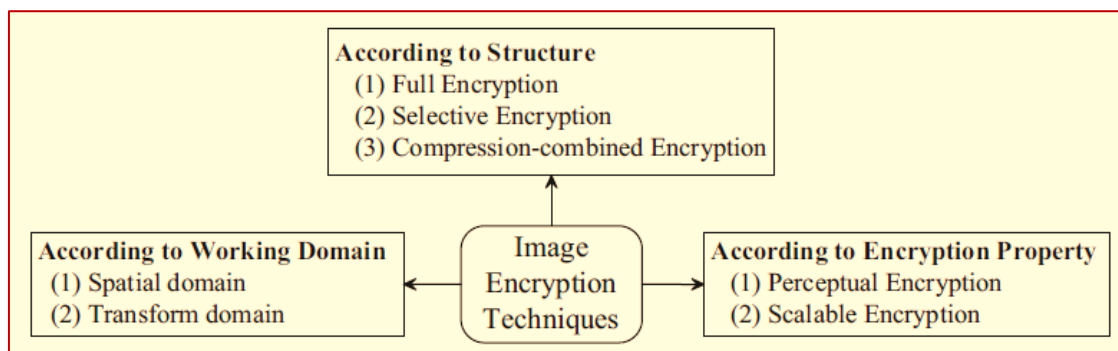 According to Structure
(1) Full Encryption
(2) Selective Encryption
(3) Compression-combined Encryption
According to Working Domain
(1) Spatial domain
(2) Transform domain
Image
Encryption
Techniques
According to Encryption Property
(1) Perceptual Encryption
(2) Scalable Encryption